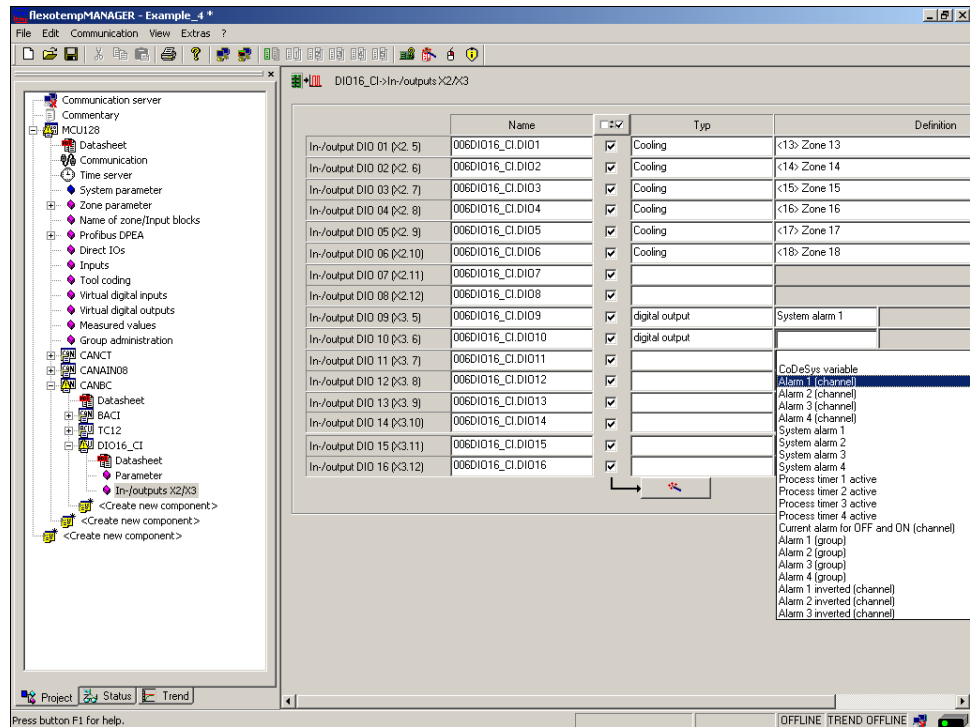 flexotempMANAGER - Example_4 *
File Edit Communication View Extras ?
DIO16_CI->In-/outputs X2/X3
Communication server
Commentary
MCU128
Datasheet
Communication
Time server
System parameter
Zone parameter
Name of zone/Input blocks
Profibus DPEA
Direct IOs
Inputs
Tool coding
Virtual digital inputs
Virtual digital outputs
Measured values
Group administration
CANCT
CANAIN08
CANBC
Datasheet
BACI
TC12
DIO16_CI
Datasheet
Parameter
In-/outputs X2/X3
<Create new component>
<Create new component>
<Create new component>
Name Typ Definition
In-/output DIO 01 (X2. 5) 006DIO16_CI.DIO1 Cooling <13> Zone 13
In-/output DIO 02 (X2. 6) 006DIO16_CI.DIO2 Cooling <14> Zone 14
In-/output DIO 03 (X2. 7) 006DIO16_CI.DIO3 Cooling <15> Zone 15
In-/output DIO 04 (X2. 8) 006DIO16_CI.DIO4 Cooling <16> Zone 16
In-/output DIO 05 (X2. 9) 006DIO16_CI.DIO5 Cooling <17> Zone 17
In-/output DIO 06 (X2.10) 006DIO16_CI.DIO6 Cooling <18> Zone 18
In-/output DIO 07 (X2.11) 006DIO16_CI.DIO7
In-/output DIO 08 (X2.12) 006DIO16_CI.DIO8
In-/output DIO 09 (X3. 5) 006DIO16_CI.DIO9 digital output System alarm 1
In-/output DIO 10 (X3. 6) 006DIO16_CI.DIO10 digital output
In-/output DIO 11 (X3. 7) 006DIO16_CI.DIO11
In-/output DIO 12 (X3. 8) 006DIO16_CI.DIO12
In-/output DIO 13 (X3. 9) 006DIO16_CI.DIO13
In-/output DIO 14 (X3.10) 006DIO16_CI.DIO14
In-/output DIO 15 (X3.11) 006DIO16_CI.DIO15
In-/output DIO 16 (X3.12) 006DIO16_CI.DIO16
CoDeSys variable
Alarm 1 (channel)
Alarm 2 (channel)
Alarm 3 (channel)
Alarm 4 (channel)
System alarm 1
System alarm 2
System alarm 3
System alarm 4
Process timer 1 active
Process timer 2 active
Process timer 3 active
Process timer 4 active
Current alarm for OFF and ON (channel)
Alarm 1 (group)
Alarm 2 (group)
Alarm 3 (group)
Alarm 4 (group)
Alarm 1 inverted (channel)
Alarm 2 inverted (channel)
Alarm 3 inverted (channel)
Project Status Trend
Press button F1 for help. OFFLINE TREND OFFLINE